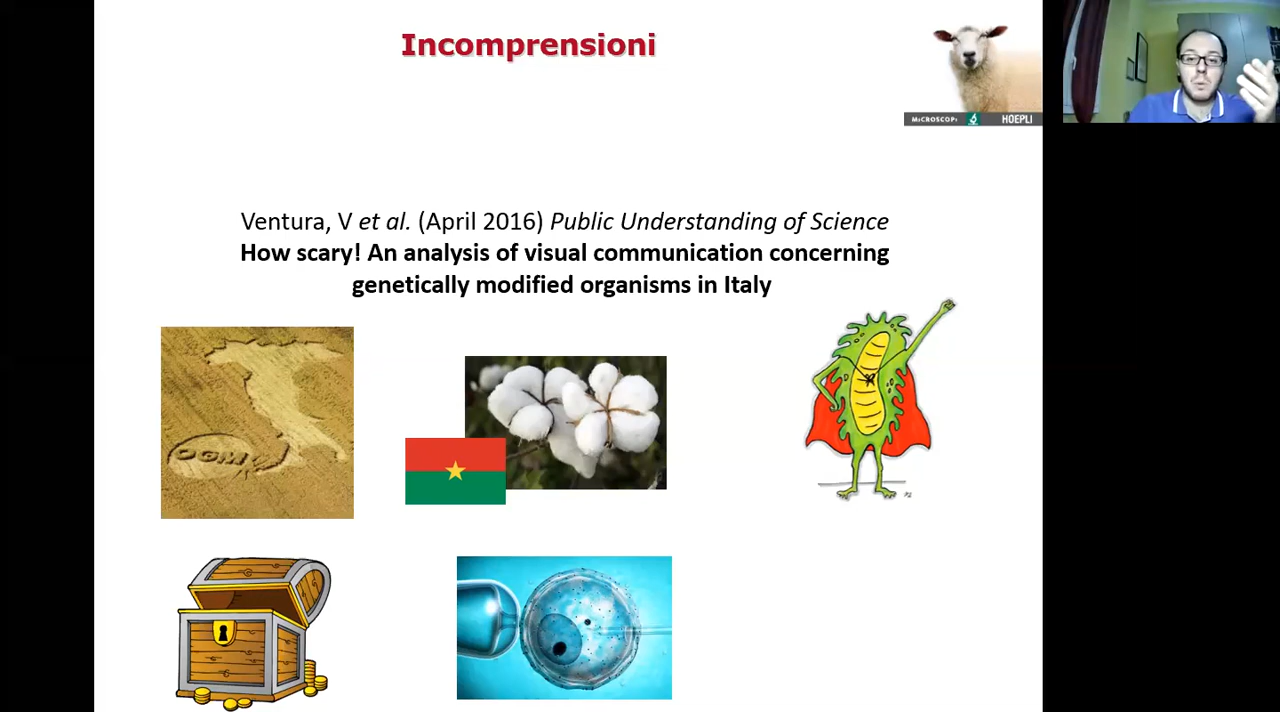 Incomprensioni
MICROSCOPI HOEPLI
Ventura, V et al. (April 2016) Public Understanding of Science
How scary! An analysis of visual communication concerning
genetically modified organisms in Italy
OGM